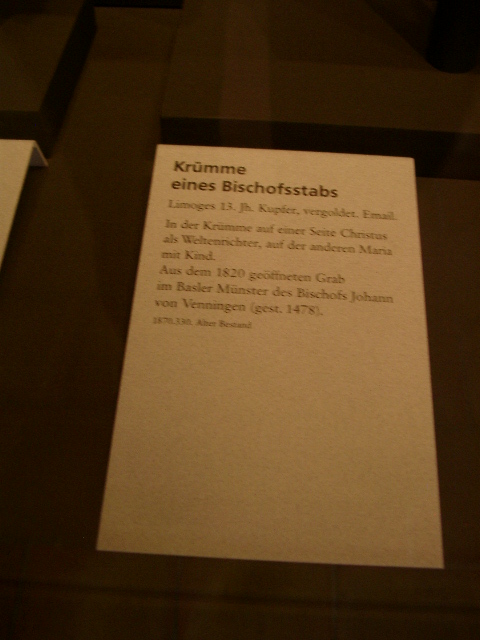 Krümme
eines Bischofsstabs
Limoges 13. Jh. Kupfer, vergoldet. Email.
In der Krümme auf einer Seite Christus
als Weltenrichter, auf der anderen Maria
mit Kind.
Aus dem 1820 geöffneten Grab
im Basler Münster des Bischofs Johann
von Venningen (gest. 1478).
1870.390. Alter Bestand